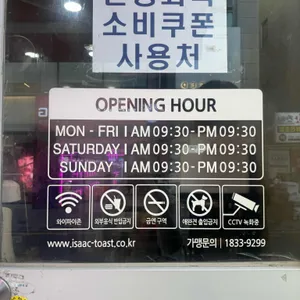 소비쿠폰
사용처
OPENING HOUR
MON - FRI | AM 09:30 - PM 09:30
SATURDAY | AM 09:30 - PM 09:30
SUNDAY | AM 09:30 - PM 09:30
와이파이존 외부음식 반입금지 금연 구역 애완견 출입금지 CCTV 녹화중
www.isaac-toast.co.kr 가맹문의 | 1833-9299